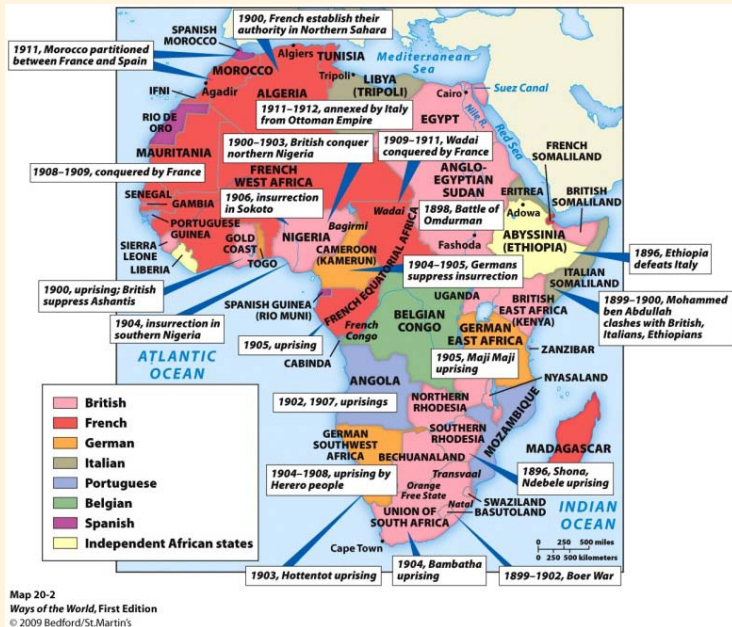 1900, French establish their
authority in Northern Sahara
SPANISH
MOROCCO
1911, Morocco partitioned
between France and Spain
Algiers
TUNISIA
Mediterranean
Sea
MOROCCO
Tripoli
LIBYA
(TRIPOLI)
Agadir
ALGERIA
Cairo
Suez Canal
IFNI
1911–1912, annexed by Italy
from Ottoman Empire
EGYPT
Nile R.
Red Sea
RIO DE
ORO
1900–1903, British conquer
northern Nigeria
1909–1911, Wadai
conquered by France
FRENCH
SOMALILAND
MAURITANIA
1908–1909, conquered by France
FRENCH
WEST AFRICA
ANGLO-
EGYPTIAN
SUDAN
ERITREA
BRITISH
SOMALILAND
SENEGAL
GAMBIA
1906, insurrection
in Sokoto
Wadai
1898, Battle of
Omdurman
Adowa
PORTUGUESE
GUINEA
Bagirmi
ABYSSINIA
(ETHIOPIA)
GOLD
COAST
NIGERIA
CAMEROON
(KAMERUN)
Fashoda
SIERRA
LEONE
LIBERIA
TOGO
1896, Ethiopia
defeats Italy
1904–1905, Germans
suppress insurrection
ITALIAN
SOMALILAND
1900, uprising; British
suppress Ashantis
FRENCH EQUATORIAL AFRICA
SPANISH GUINEA
(RIO MUNI)
UGANDA
BRITISH
EAST AFRICA
(KENYA)
1899–1900, Mohammed
ben Abdullah
clashes with British,
Italians, Ethiopians
1904, insurrection in
southern Nigeria
French
Congo
BELGIAN
CONGO
GERMAN
EAST AFRICA
1905, uprising
ZANZIBAR
ATLANTIC
OCEAN
CABINDA
1905, Maji Maji
uprising
NYASALAND
ANGOLA
1902, 1907, uprisings
NORTHERN
RHODESIA
MOZAMBIQUE
SOUTHERN
RHODESIA
MADAGASCAR
GERMAN
SOUTHWEST
AFRICA
BECHUANALAND
1904–1908, uprising by
Herero people
Transvaal
1896, Shona,
Ndebele uprising
Orange
Free State
SWAZILAND
BASUTOLAND
Natal
INDIAN
OCEAN
UNION OF
SOUTH AFRICA
Cape Town
0 250 500 miles
0 250 500 kilometers
1903, Hottentot uprising
1904, Bambatha
uprising
1899–1902, Boer War
British
French
German
Italian
Portuguese
Belgian
Spanish
Independent African states
Map 20-2
Ways of the World, First Edition
© 2009 Bedford/St.Martin's